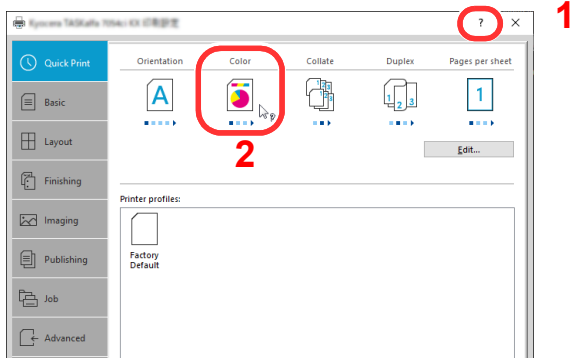 ? × 1
Quick Print
Orientation Color Collate Duplex Pages per sheet
A 1 2 3 1
Basic
2
Layout
Edit...
Finishing
Printer profiles:
Imaging
Factory
Default
Publishing
Job
Advanced